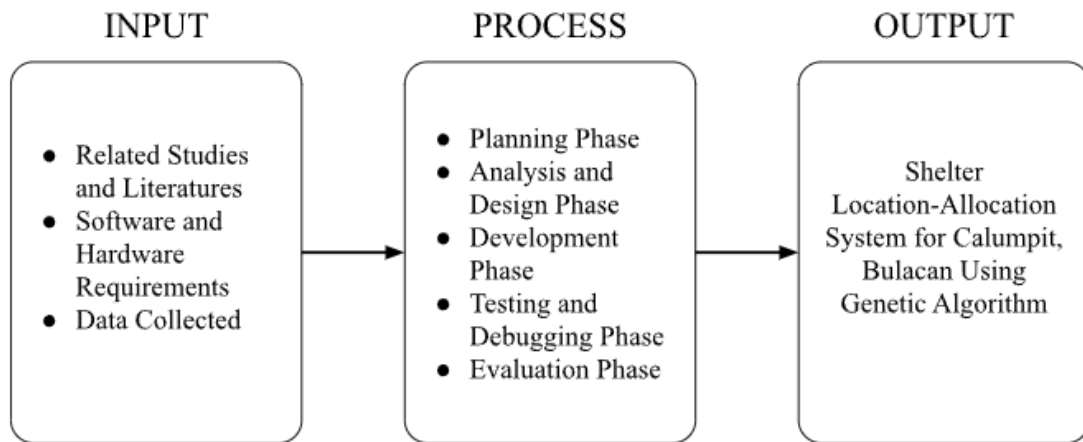 INPUT
● Related Studies
and Literatures
● Software and
Hardware
Requirements
● Data Collected
PROCESS
● Planning Phase
● Analysis and
Design Phase
● Development
Phase
● Testing and
Debugging Phase
● Evaluation Phase
OUTPUT
Shelter
Location-Allocation
System for Calumpit,
Bulacan Using
Genetic Algorithm